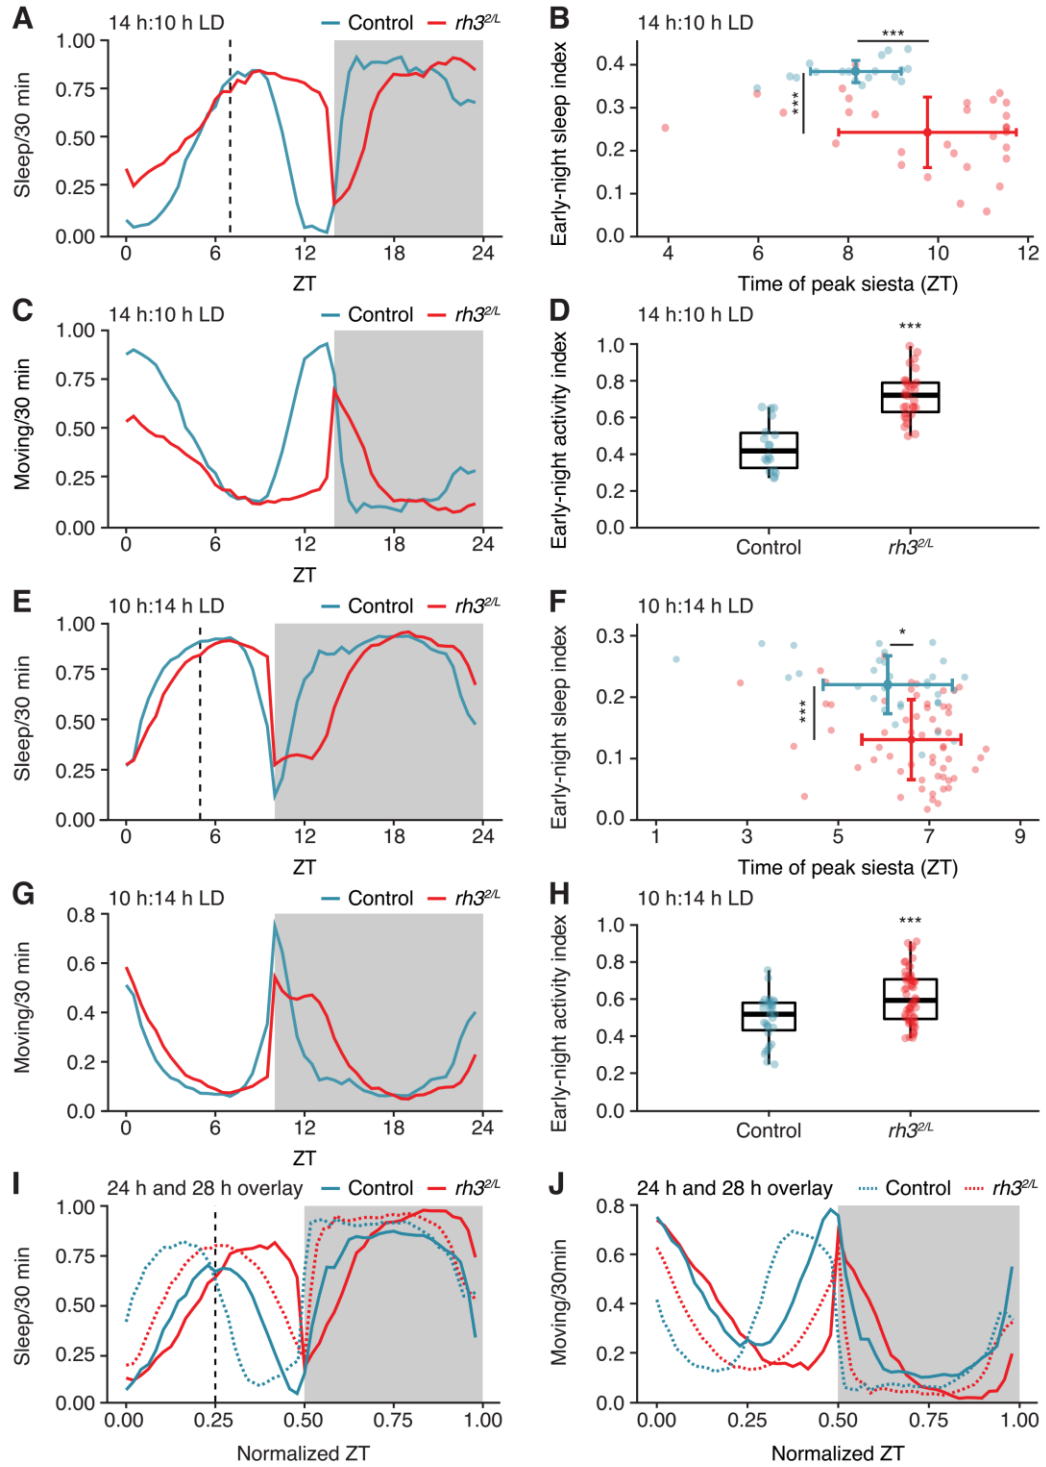 A
14 h:10 h LD
Control
rh3^2/L
1.00
0.75
0.50
0.25
0.00
Sleep/30 min
0
6
12
18
24
ZT
B
14 h:10 h LD
***
***
0.4
0.3
0.2
0.1
0.0
Early-night sleep index
4
6
8
10
12
Time of peak siesta (ZT)
C
14 h:10 h LD
Control
rh3^2/L
1.00
0.75
0.50
0.25
0.00
Moving/30 min
0
6
12
18
24
ZT
D
14 h:10 h LD
***
1.0
0.8
0.6
0.4
0.2
0.0
Early-night activity index
Control
rh3^2/L
E
10 h:14 h LD
Control
rh3^2/L
1.00
0.75
0.50
0.25
0.00
Sleep/30 min
0
6
12
18
24
ZT
F
10 h:14 h LD
*
***
0.3
0.2
0.1
0.0
Early-night sleep index
1
3
5
7
9
Time of peak siesta (ZT)
G
10 h:14 h LD
Control
rh3^2/L
0.8
0.6
0.4
0.2
0.0
Moving/30 min
0
6
12
18
24
ZT
H
10 h:14 h LD
***
1.0
0.8
0.6
0.4
0.2
0.0
Early-night activity index
Control
rh3^2/L
I
24 h and 28 h overlay
Control
rh3^2/L
1.00
0.75
0.50
0.25
0.00
Sleep/30 min
0.00
0.25
0.50
0.75
1.00
Normalized ZT
J
24 h and 28 h overlay
Control
rh3^2/L
0.8
0.6
0.4
0.2
0.0
Moving/30min
0.00
0.25
0.50
0.75
1.00
Normalized ZT